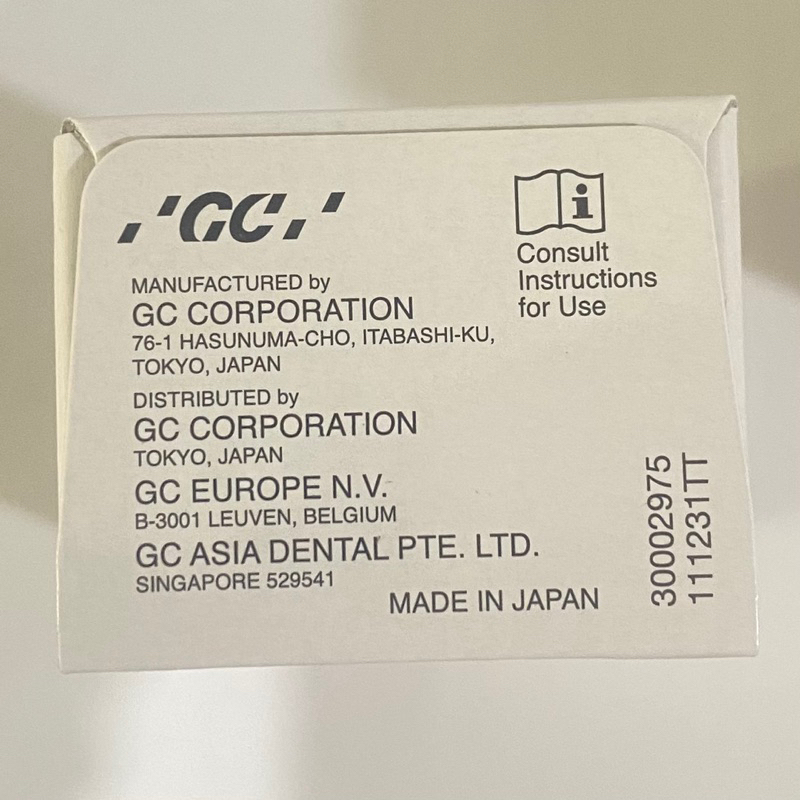 GC
MANUFACTURED by
GC CORPORATION
76-1 HASUNUMA-CHO, ITABASHI-KU,
TOKYO, JAPAN
DISTRIBUTED by
GC CORPORATION
TOKYO, JAPAN
GC EUROPE N.V.
B-3001 LEUVEN, BELGIUM
GC ASIA DENTAL PTE. LTD.
SINGAPORE 529541
MADE IN JAPAN
i
Consult
Instructions
for Use
30002975
111231TT